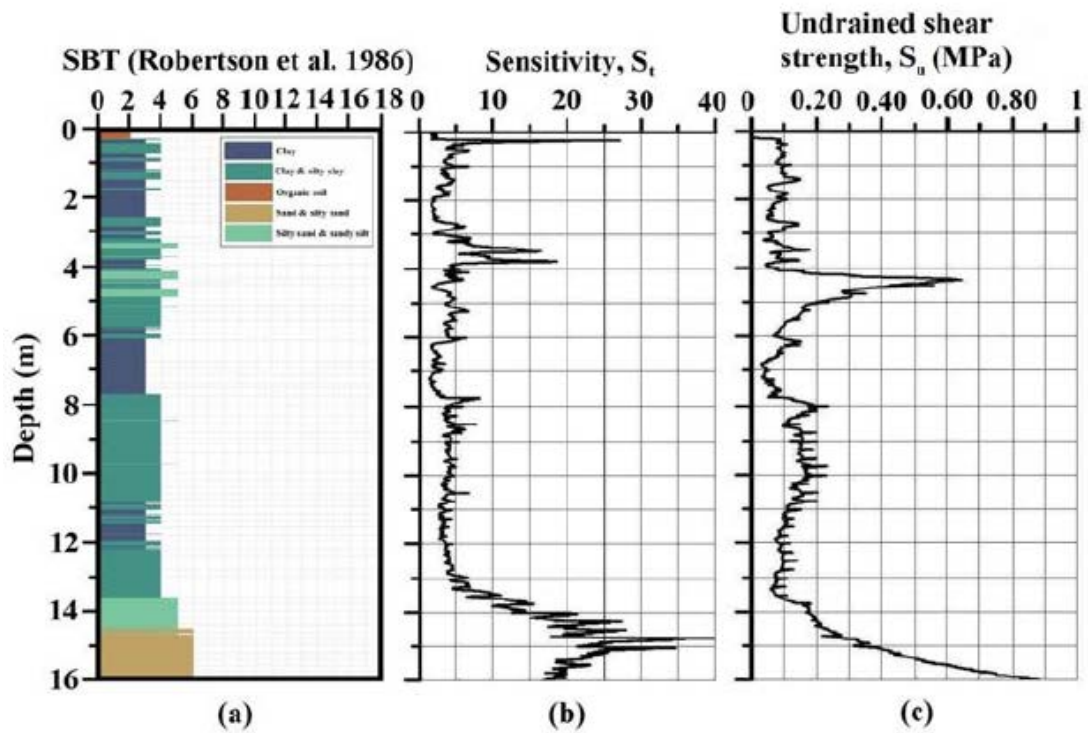 SBT (Robertson et al. 1986)
0 2 4 6 8 10 12 14 16 18
0
2
4
6
8
10
12
14
16
Depth (m)
Clay
Clay & silty clay
Organic soil
Sand & silty sand
Silty sand & sandy silt
(a)
Sensitivity, St
0 10 20 30 40
(b)
Undrained shear
strength, Su (MPa)
0 0.20 0.40 0.60 0.80 1
(c)